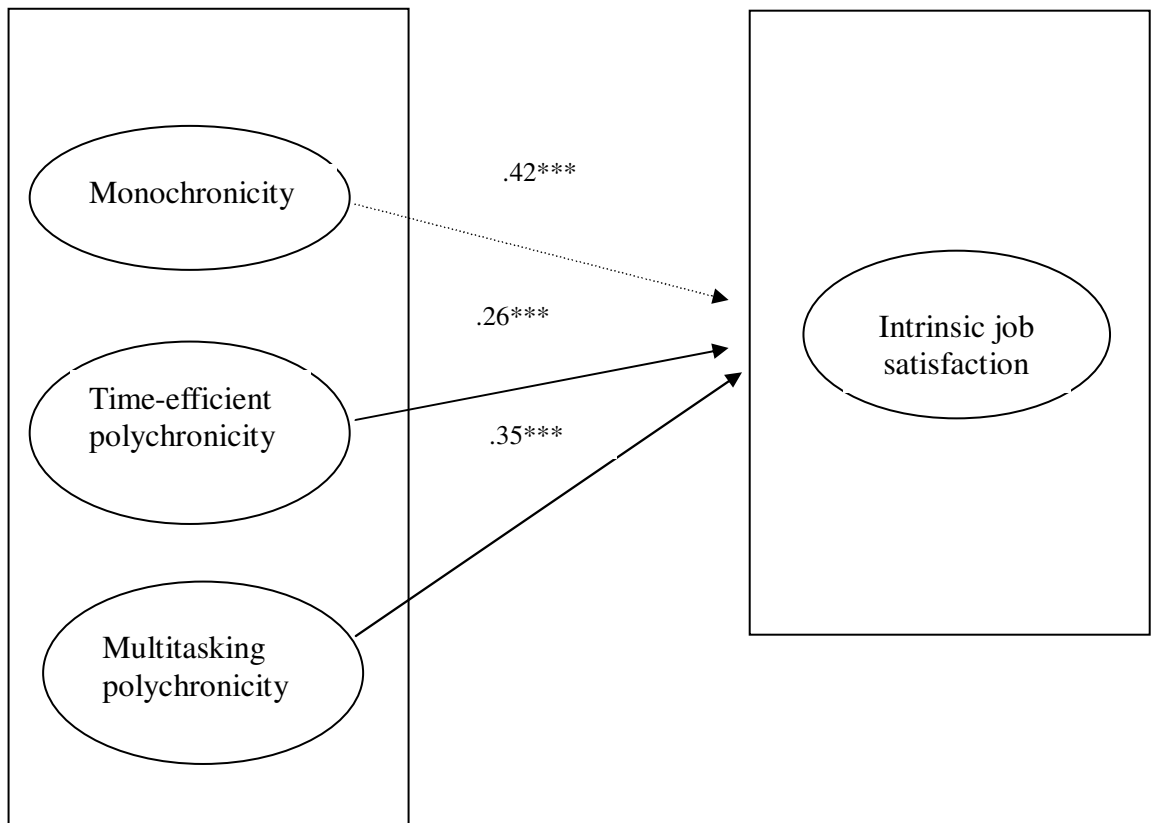 .42***
Monochronicity
.26***
Intrinsic job
satisfaction
Time-efficient
polychronicity
.35***
Multitasking
polychronicity